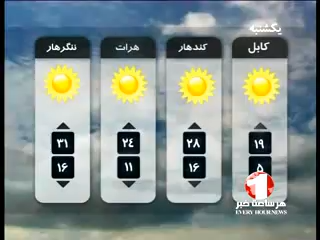 یکشنبه
کابل
کندهار
هرات
ننگرهار
۱۹
۲۸
۲۴
۳۱
۵
۱۶
۱۱
۱۶
1
هر ساعت خبر
EVERY HOUR NEWS